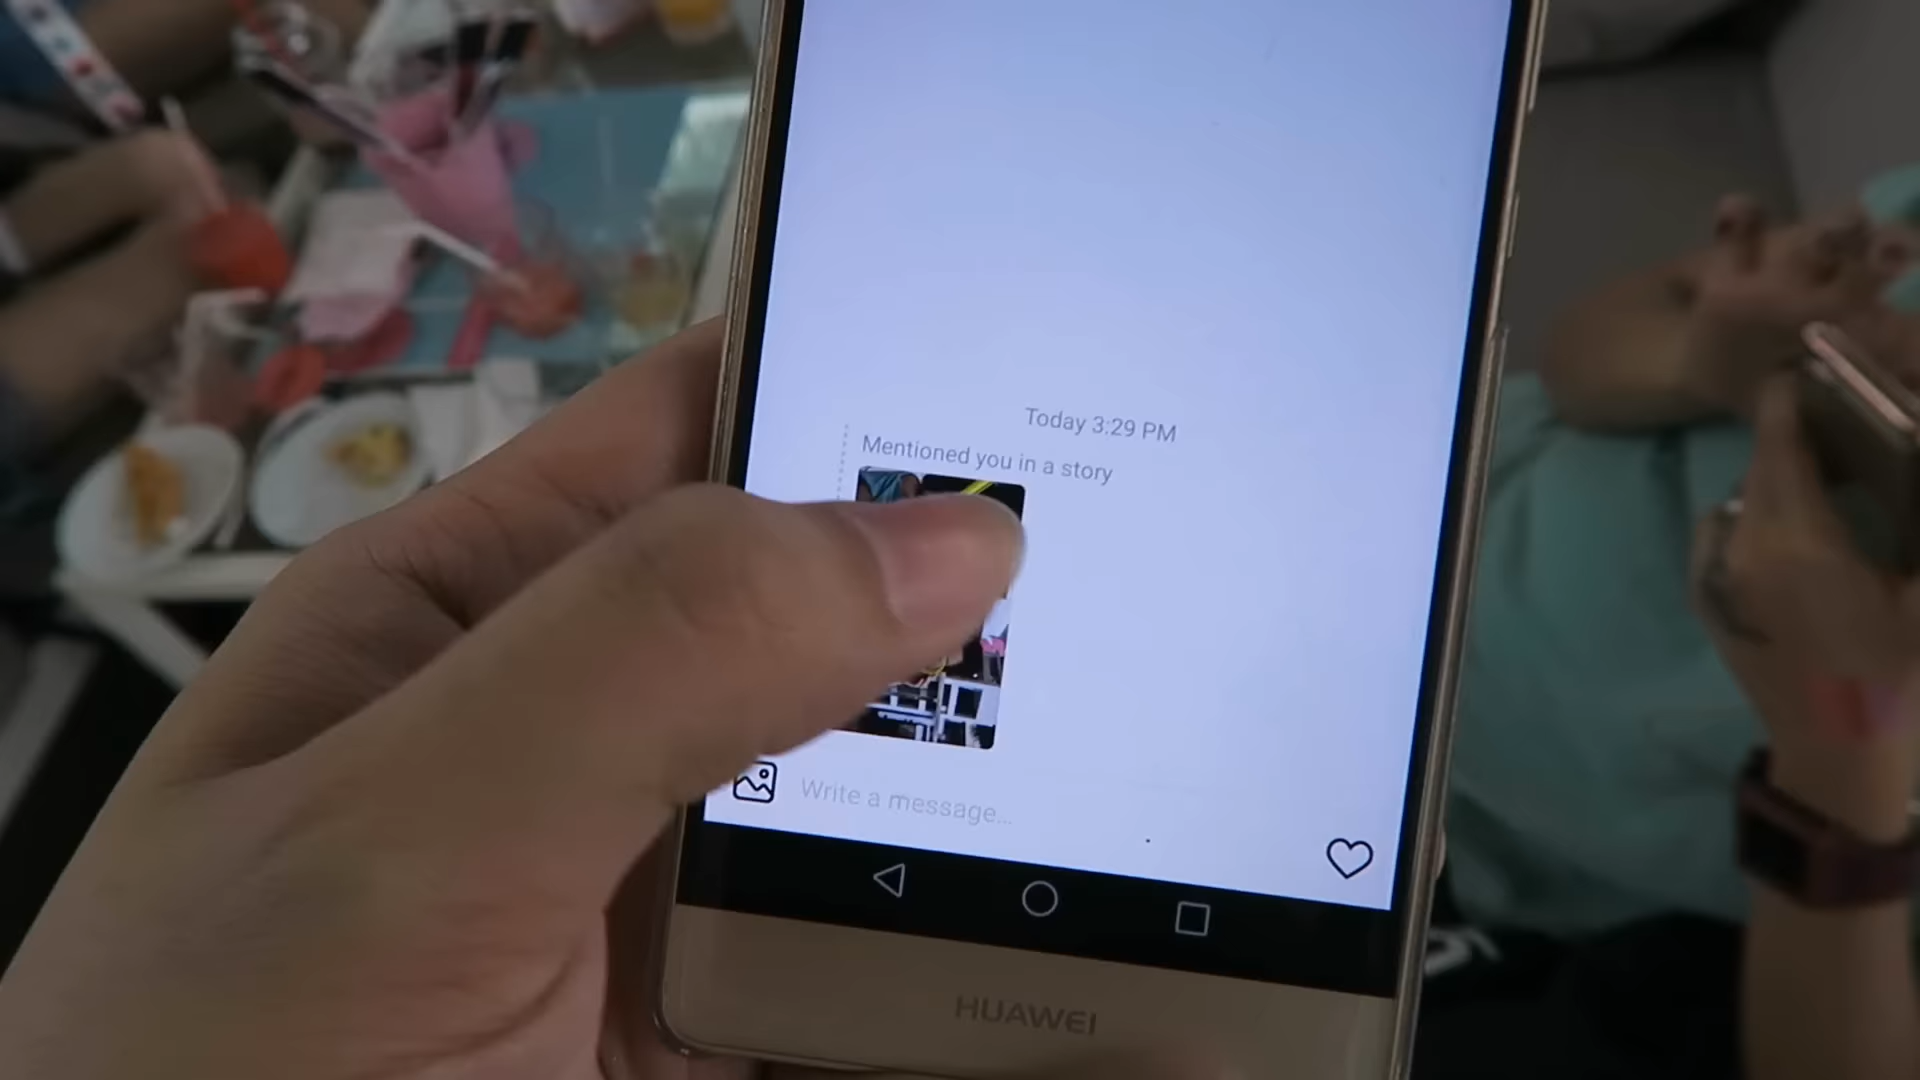 Today 3:29 PM
Mentioned you in a story
Write a message...
HUAWEI